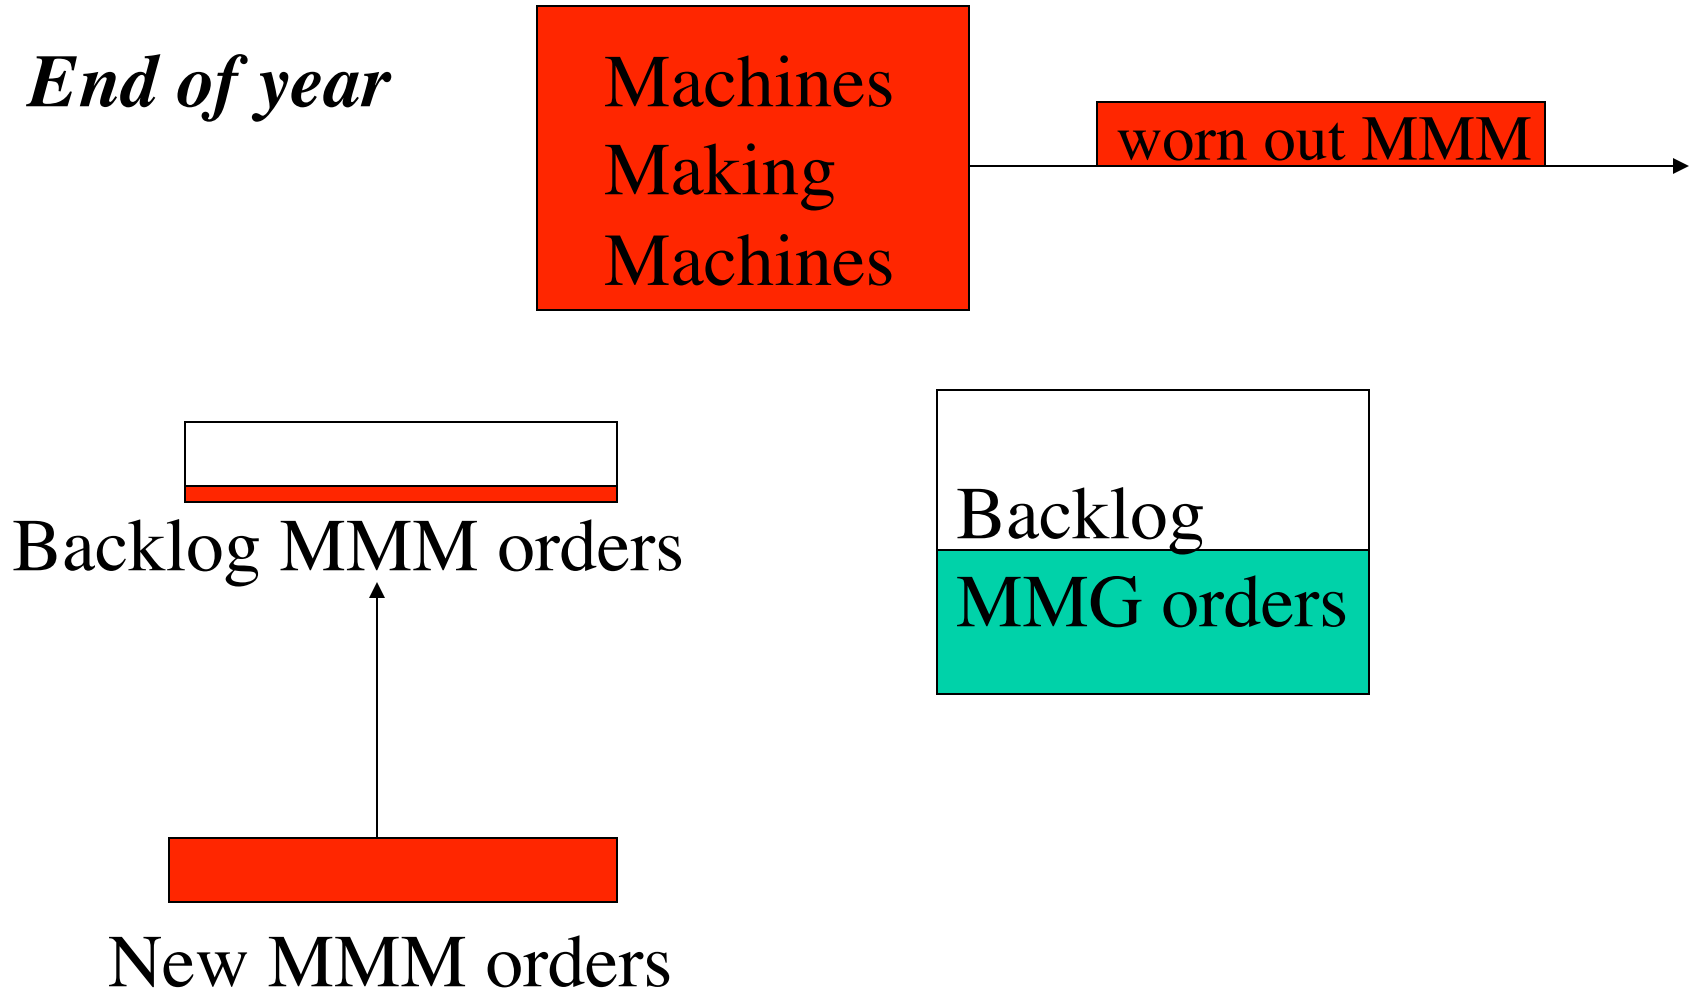 End of year
Machines
Making
Machines
worn out MMM
Backlog MMM orders
Backlog
MMG orders
New MMM orders